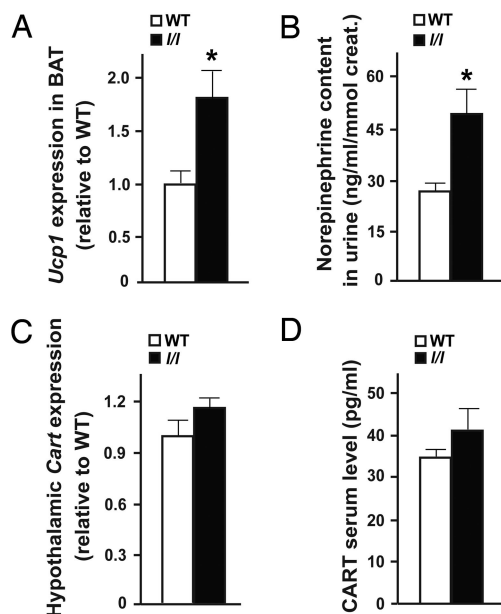 A
WT
l/l
Ucp1 expression in BAT
(relative to WT)
2.0
1.5
1.0
0.5
0
*
B
WT
l/l
Norepinephrine content
in urine (ng/ml/mmol creat.)
60
45
30
15
0
*
C
WT
l/l
Hypothalamic Cart expression
(relative to WT)
1.2
0.9
0.6
0.3
0
D
WT
l/l
CART serum level (pg/ml)
50
40
30
20
10
0